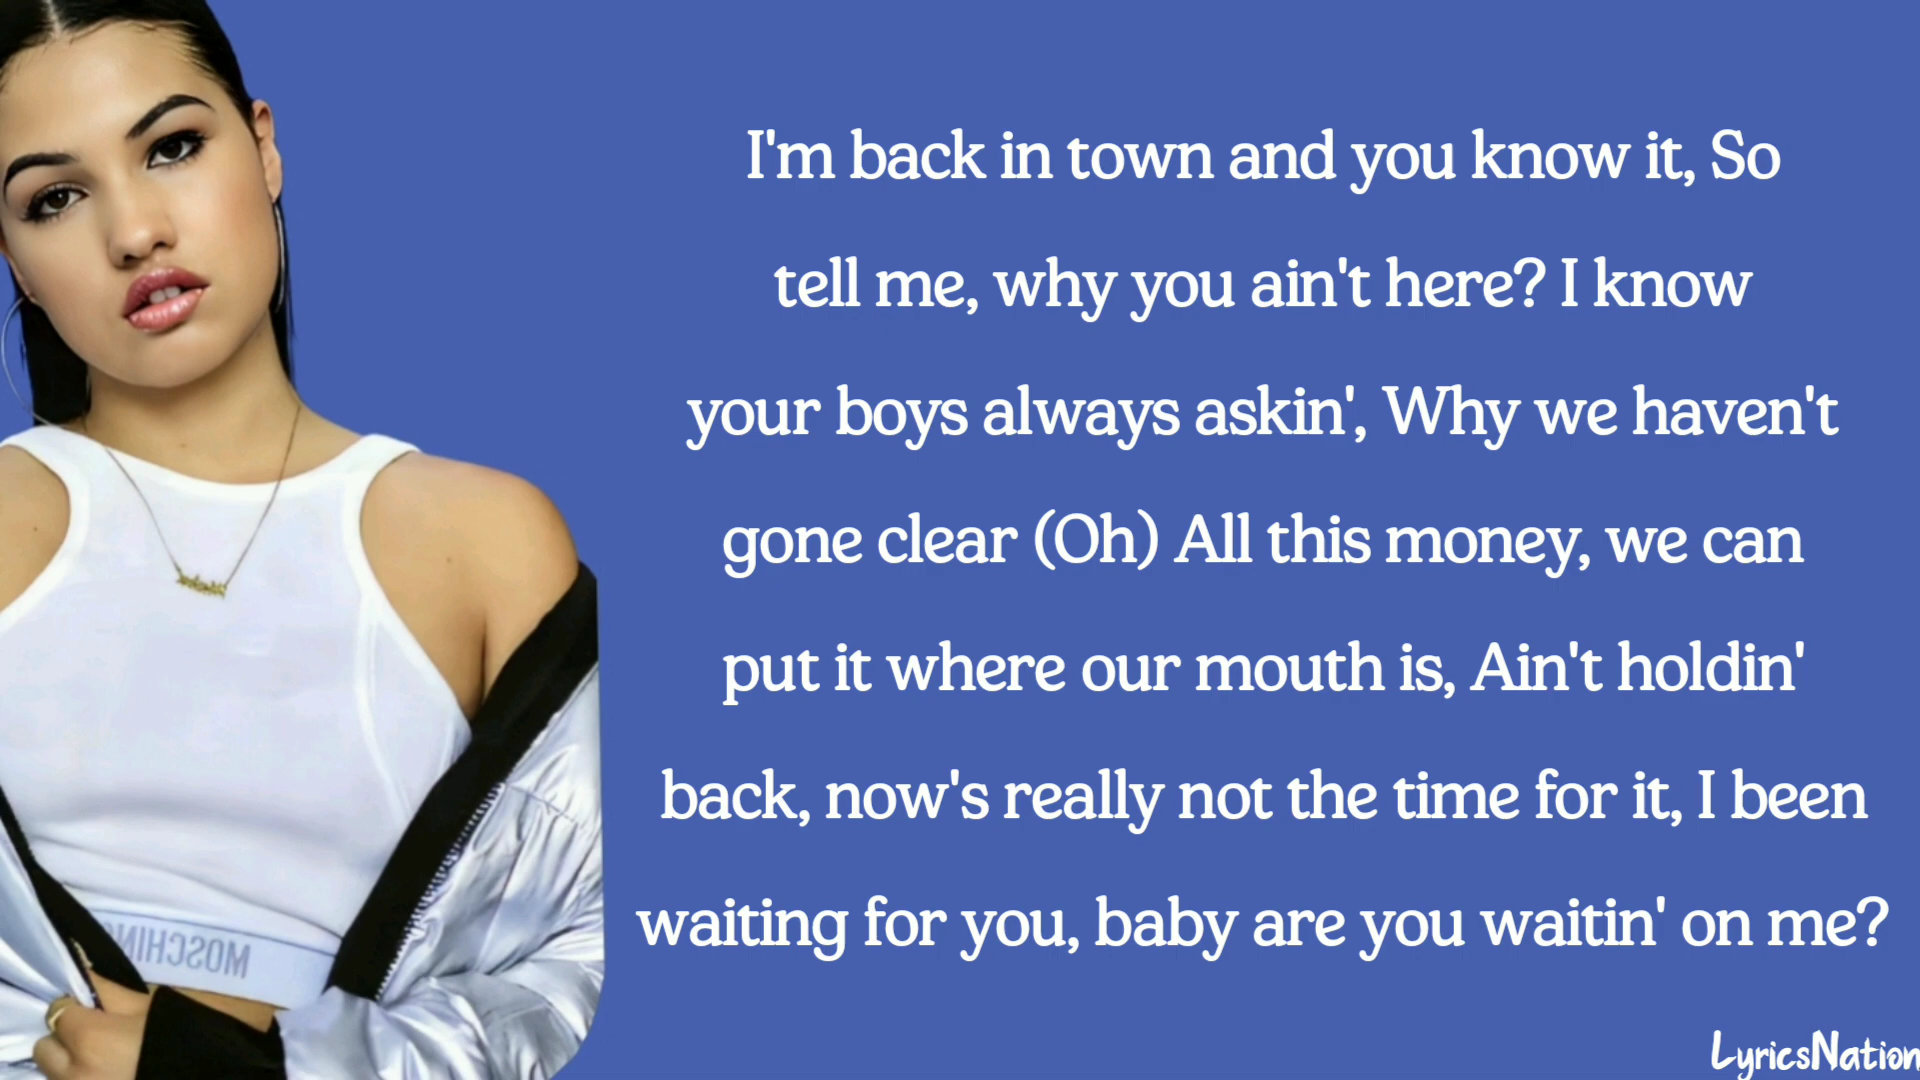 I'm back in town and you know it, So
tell me, why you ain't here? I know
your boys always askin', Why we haven't
gone clear (Oh) All this money, we can
put it where our mouth is, Ain't holdin'
back, now's really not the time for it, I been
waiting for you, baby are you waitin' on me?
MOSCHIN
LyricsNation